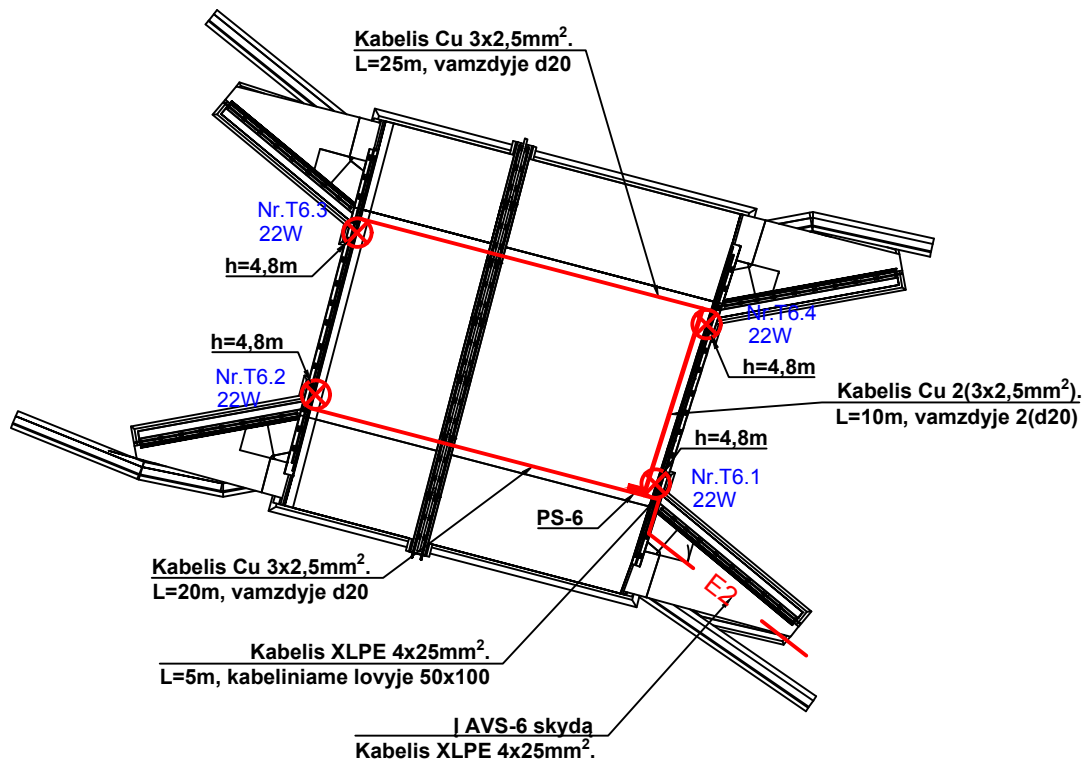 Kabelis Cu 3x2,5mm².
L=25m, vamzdyje d20
Nr.T6.3
22W
h=4,8m
Nr.T6.4
22W
h=4,8m
h=4,8m
Nr.T6.2
22W
Kabelis Cu 2(3x2,5mm²).
L=10m, vamzdyje 2(d20)
h=4,8m
Nr.T6.1
22W
PS-6
Kabelis Cu 3x2,5mm².
L=20m, vamzdyje d20
E2
Kabelis XLPE 4x25mm².
L=5m, kabeliniame lovyje 50x100
Į AVS-6 skydą
Kabelis XLPE 4x25mm².